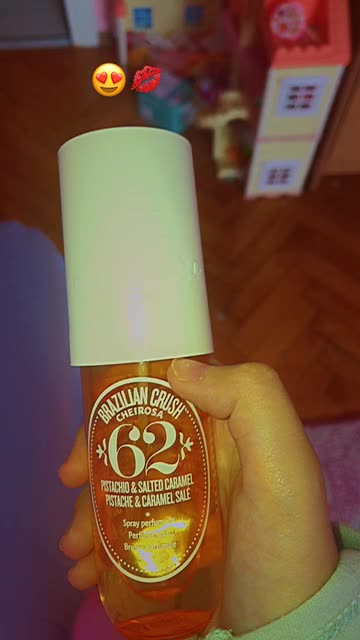 BRAZILIAN CRUSH
CHEIROSA
62
PISTACHIO & SALTED CARAMEL
PISTACHE & CARAMEL SALÉ
Spray perfume